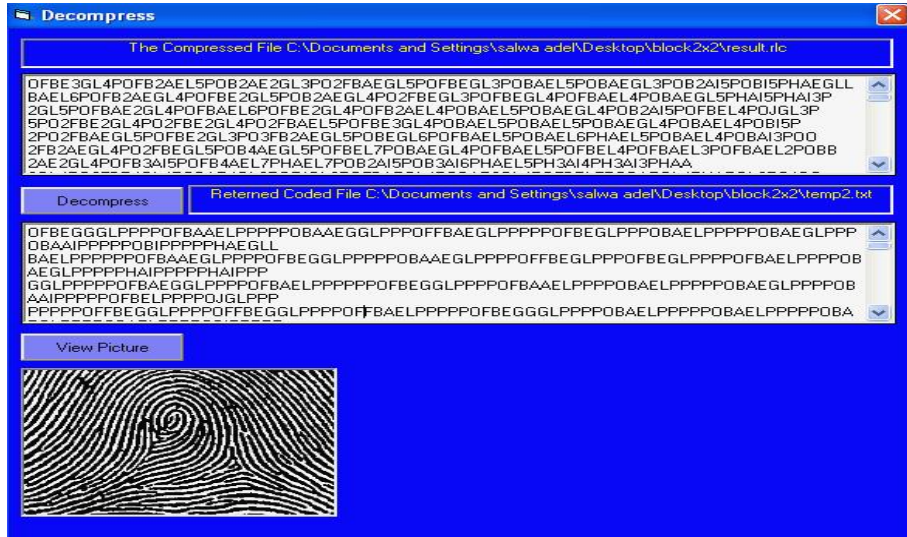 Decompress
The Compressed File C:\Documents and Settings\salwa adel\Desktop\block2x2\result.rlc
OFBE3GL4POFB2AEL5POB2AE2GL3PO2FBAEGL5POFBEGL3POBAEL5POBAEGL3POB2AI5POBI5PHAEGLL
BAEL6POFB2AEGL4POFBE2GL5POB2AEGL4PO2FBEGL3POFBEGL4POFBAEL4POBAEGL5PHAI5PHAI3P
2GL5POFBAE2GL4POFBAEL6POFBE2GL4POFB2AEL4POBAEL5POBAEGL4POB2AI5POFBEL4POJGL3P
5PO2FBE2GL4PO2FBE2GL4PO2FBAEL5POFBE3GL4POBAEL5POBAEL5POBAEGL4POBAEL4POBI5P
2PO2FBAEGL5POFBE2GL3PO3FB2AEGL5POBEGL6POFBAEL5POBAEL6PHAEL5POBAEL4POBAI3POO
2FB2AEGL4PO2FBEGL5POB4AEGL5POFBEL7POBAEGL4POFBAEL5POFBEL4POFBAEL3POFBAEL2POBB
2AE2GL4POFB3AI5POFB4AEL7PHAEL7POB2AI5POB3AI6PHAEL5PH3AI4PH3AI3PHAA
Decompress
Reterned Coded File C:\Documents and Settings\salwa adel\Desktop\block2x2\temp2.txt
OFBEGGGLPPPPOFBAAELPPPPPOBAAEGGLPPPOFFBAEGLPPPPPOFBEGLPPPOBAELPPPPPOBAEGLPPP
OBAAIPPPPPOBIPPPPPHAEGLL
BAELPPPPPPOFBAAEGLPPPPOFBEGGLPPPPPOBAAEGLPPPPOFFBEGLPPPOFBEGLPPPPOFBAELPPPPOB
AEGLPPPPPHAIPPPPPHAIPPP
GGLPPPPPOFBAEGGLPPPPOFBAELPPPPPPOFBEGGLPPPPOFBAAELPPPPOBAELPPPPPOBAEGLPPPPOB
AAIPPPPPOFBELPPPPOJGLPPP
PPPPPOFFBEGGLPPPPOFFBEGGLPPPPOFFBAELPPPPPOFBEGGGLPPPPOBAELPPPPPOBAELPPPPPOBA
View Picture